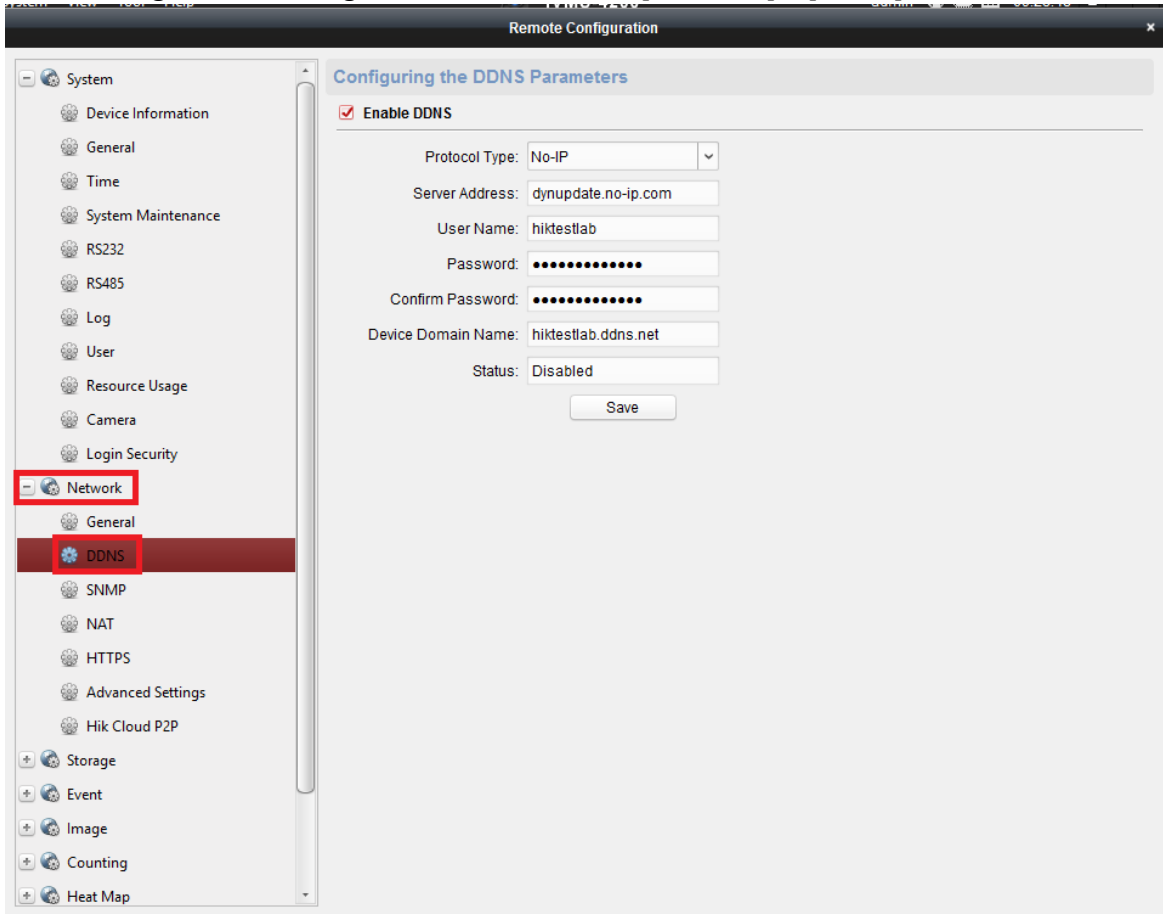 Remote Configuration
System
Device Information
General
Time
System Maintenance
RS232
RS485
Log
User
Resource Usage
Camera
Login Security
Network
General
DDNS
SNMP
NAT
HTTPS
Advanced Settings
Hik Cloud P2P
Storage
Event
Image
Counting
Heat Map
Configuring the DDNS Parameters
Enable DDNS
Protocol Type: No-IP
Server Address: dynupdate.no-ip.com
User Name: hiktestlab
Password: •••••••••••••
Confirm Password: •••••••••••••
Device Domain Name: hiktestlab.ddns.net
Status: Disabled
Save